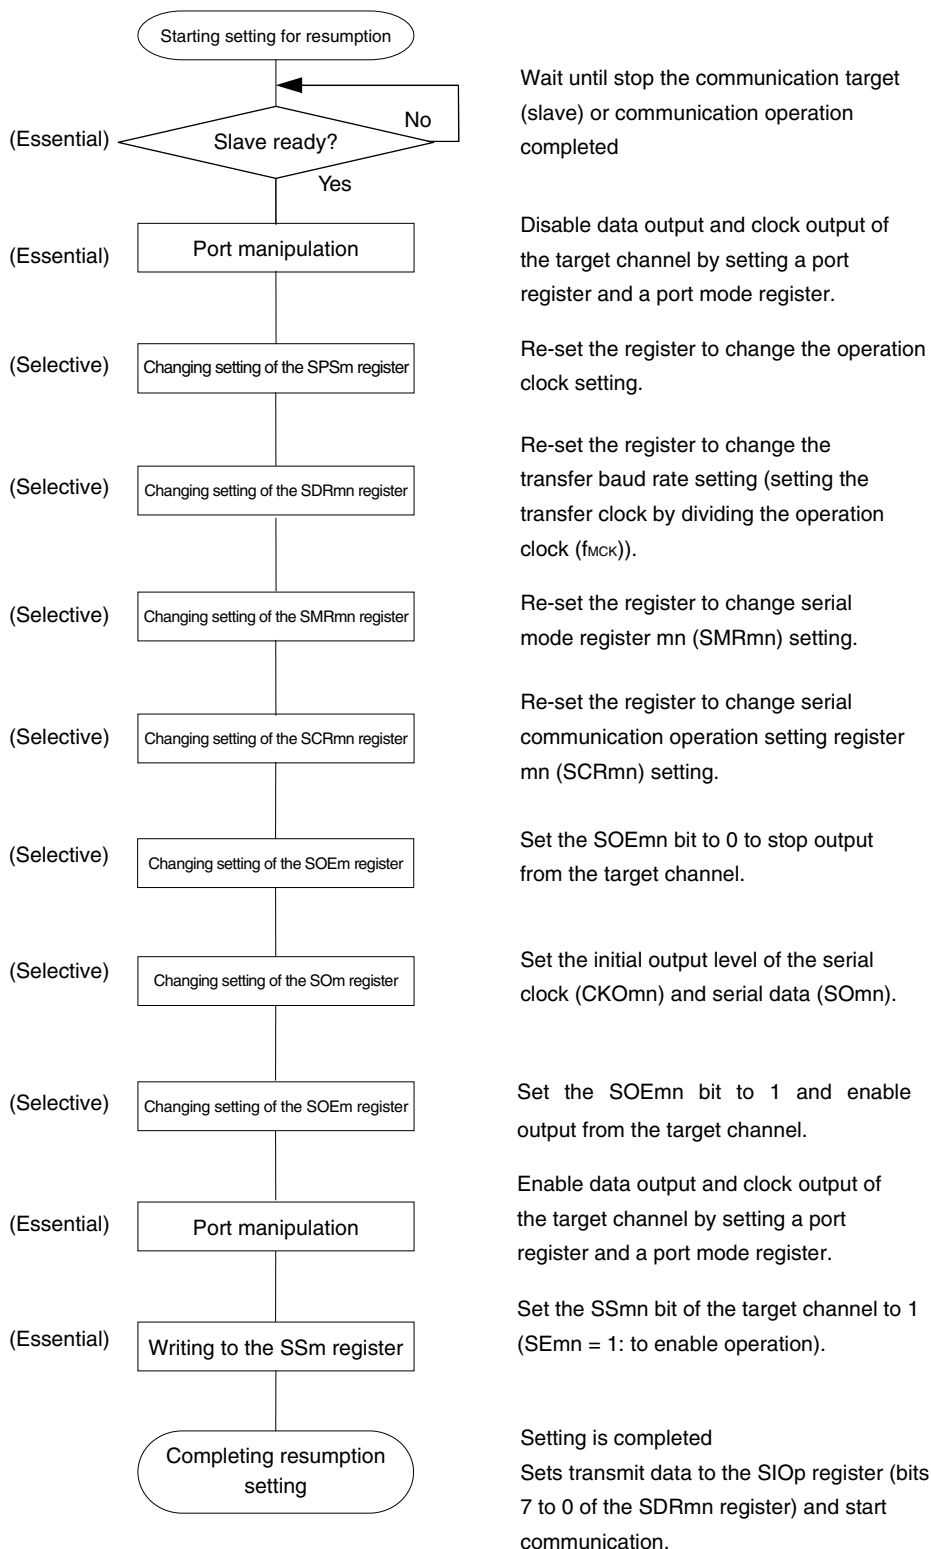 Starting setting for resumption
Wait until stop the communication target
(slave) or communication operation
completed
No
(Essential)
Slave ready?
Yes
Disable data output and clock output of
the target channel by setting a port
register and a port mode register.
(Essential)
Port manipulation
Re-set the register to change the operation
clock setting.
(Selective)
Changing setting of the SPSm register
Re-set the register to change the
transfer baud rate setting (setting the
transfer clock by dividing the operation
clock (fMCK)).
(Selective)
Changing setting of the SDRmn register
Re-set the register to change serial
mode register mn (SMRmn) setting.
(Selective)
Changing setting of the SMRmn register
Re-set the register to change serial
communication operation setting register
mn (SCRmn) setting.
(Selective)
Changing setting of the SCRmn register
Set the SOEmn bit to 0 to stop output
from the target channel.
(Selective)
Changing setting of the SOEm register
Set the initial output level of the serial
clock (CKOmn) and serial data (SOmn).
(Selective)
Changing setting of the SOm register
Set the SOEmn bit to 1 and enable
output from the target channel.
(Selective)
Changing setting of the SOEm register
Enable data output and clock output of
the target channel by setting a port
register and a port mode register.
(Essential)
Port manipulation
Set the SSmn bit of the target channel to 1
(SEmn = 1: to enable operation).
(Essential)
Writing to the SSm register
Completing resumption
setting
Setting is completed
Sets transmit data to the SIOp register (bits
7 to 0 of the SDRmn register) and start
communication.